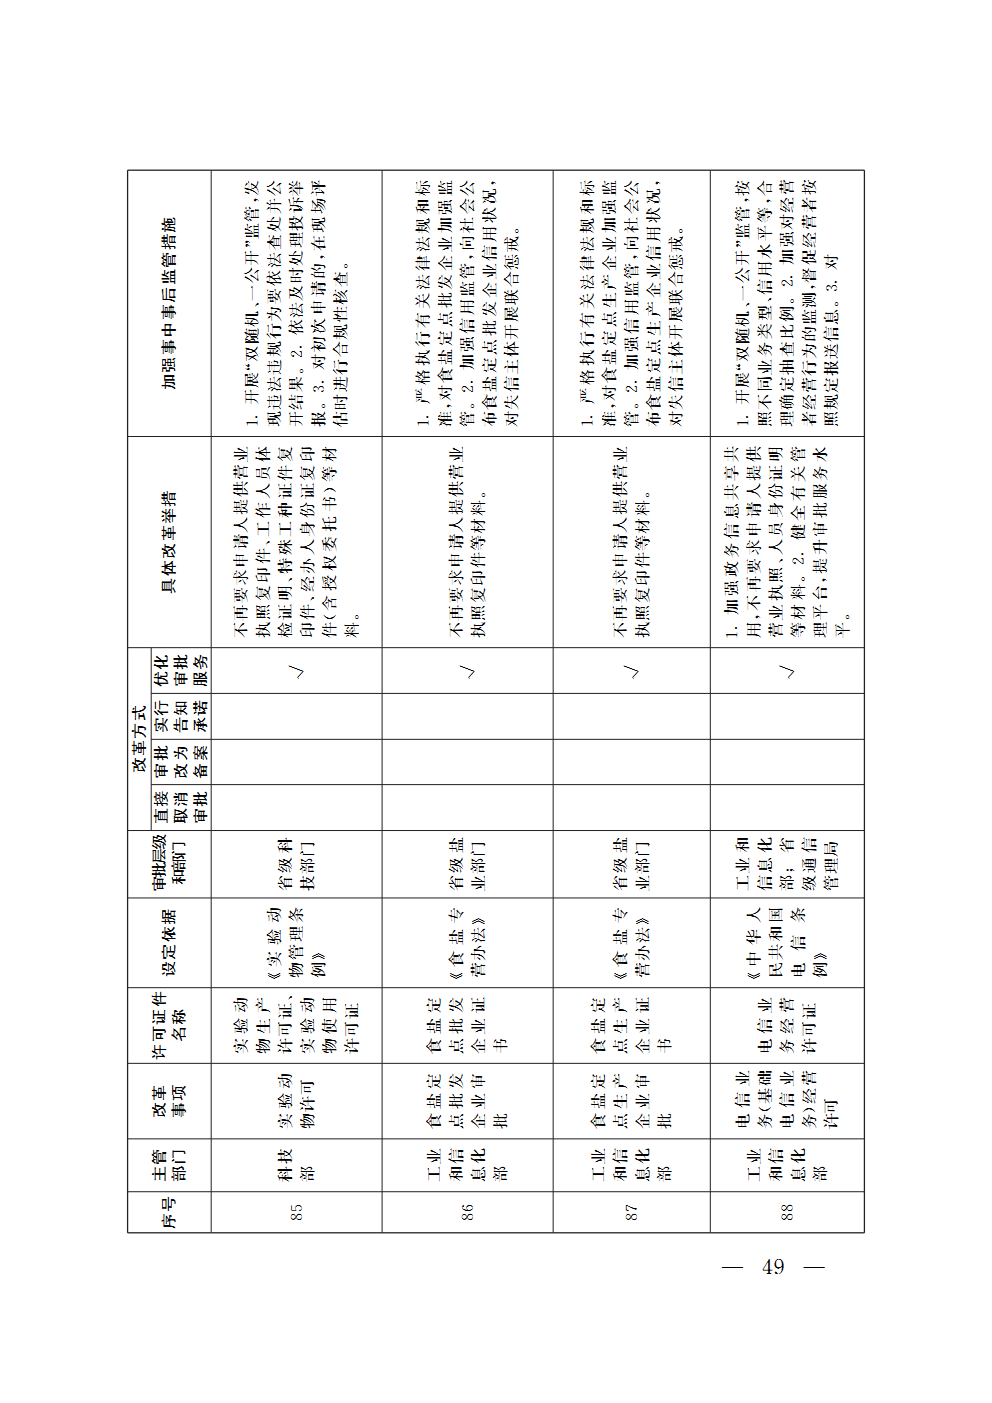 序号
主管
部门
改革
事项
许可证件
名称
设定依据
审批层级
和部门
改革方式
直接
取消
审批
审批
改为
备案
实行
告知
承诺
优化
审批
服务
具体改革举措
加强事中事后监管措施
85
科技
部
实验动
物许可
实验动
物生产
许可证、
实验动
物使用
许可证
《实验动
物管理条
例》
省级科
技部门
√
不再要求申请人提供营业
执照复印件、工作人员体
检证明、特殊工种证件复
印件、经办人身份证复印
件(含授权委托书)等材
料。
1. 开展“双随机、一公开”监管,发
现违法违规行为要依法查处并公
开结果。2. 依法及时处理投诉举
报。3. 对初次申请的,在现场评
估时进行合规性核查。
86
工业
和信
息化
部
食盐定
点批发
企业审
批
食盐定
点批发
企业证
书
《食盐专
营办法》
省级盐
业部门
√
不再要求申请人提供营业
执照复印件等材料。
1. 严格执行有关法律法规和标
准,对食盐定点批发企业加强监
管。2. 加强信用监管,向社会公
布食盐定点批发企业信用状况,
对失信主体开展联合惩戒。
87
工业
和信
息化
部
食盐定
点生产
企业审
批
食盐定
点生产
企业证
书
《食盐专
营办法》
省级盐
业部门
√
不再要求申请人提供营业
执照复印件等材料。
1. 严格执行有关法律法规和标
准,对食盐定点生产企业加强监
管。2. 加强信用监管,向社会公
布食盐定点生产企业信用状况,
对失信主体开展联合惩戒。
88
工业
和信
息化
部
电信业
务(基础
电信业
务)经营
许可
电信业
务经营
许可证
《中华人
民共和国
电信条
例》
工业和
信息化
部；省
级通信
管理局
√
1. 加强政务信息共享共
用,不再要求申请人提供
营业执照、人员身份证明
等材料。2. 健全有关管
理平台,提升审批服务水
平。
1. 开展“双随机、一公开”监管,按
照不同业务类型、信用水平等,合
理确定抽查比例。2. 加强对经营
者经营行为的监测,督促经营者按
照规定报送信息。3. 对
— 49 —